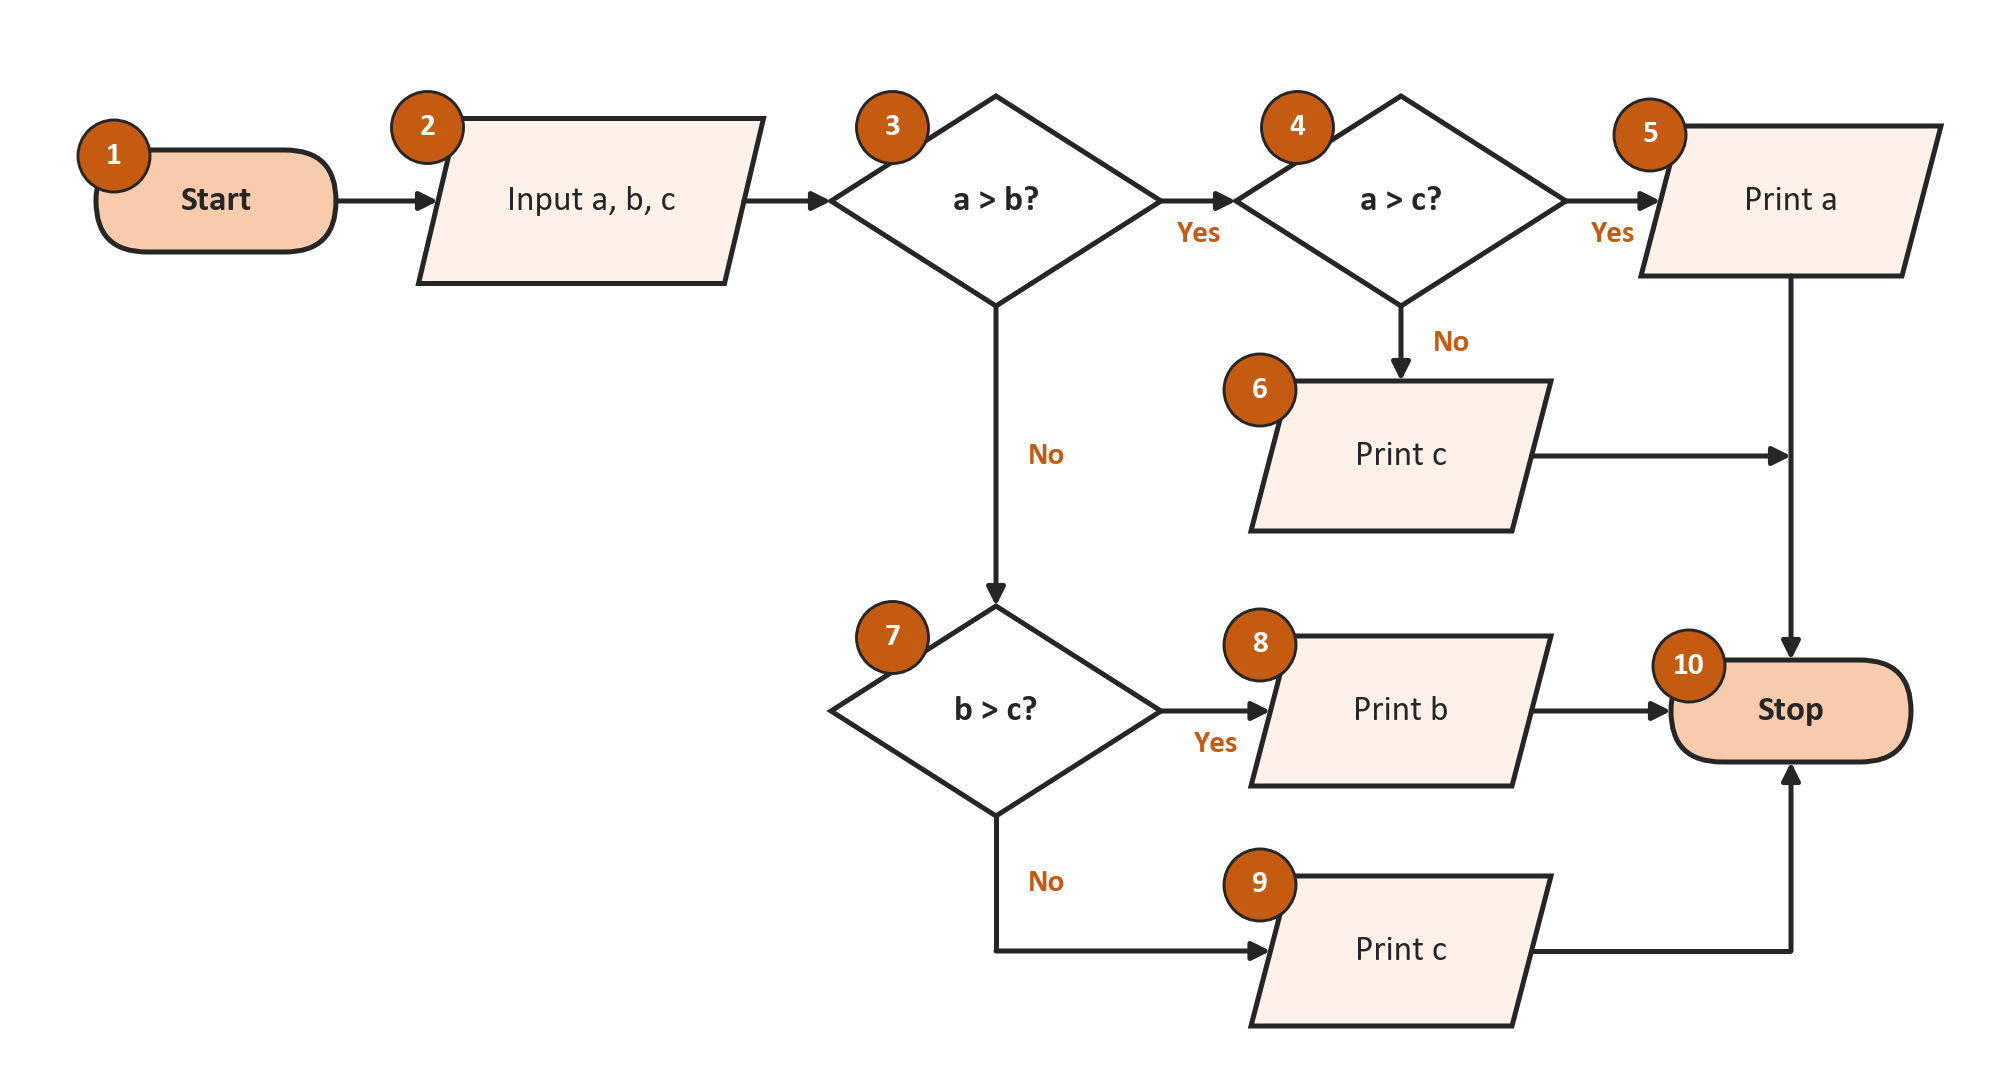 1
Start
2
Input a, b, c
3
a > b?
Yes
4
a > c?
Yes
5
Print a
No
6
Print c
No
7
b > c?
Yes
8
Print b
10
Stop
No
9
Print c